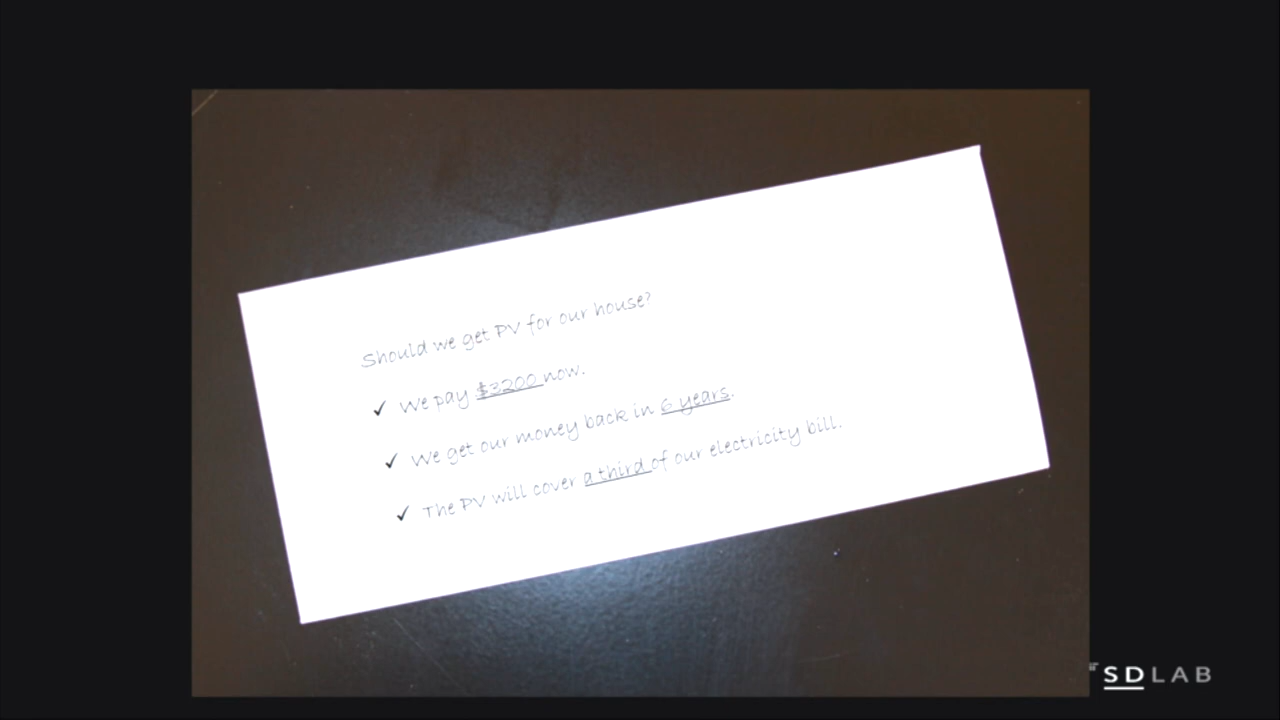 Should we get PV for our house?
✓ We pay $3200 now.
✓ We get our money back in 6 years.
✓ The PV will cover a third of our electricity bill.
SDLAB